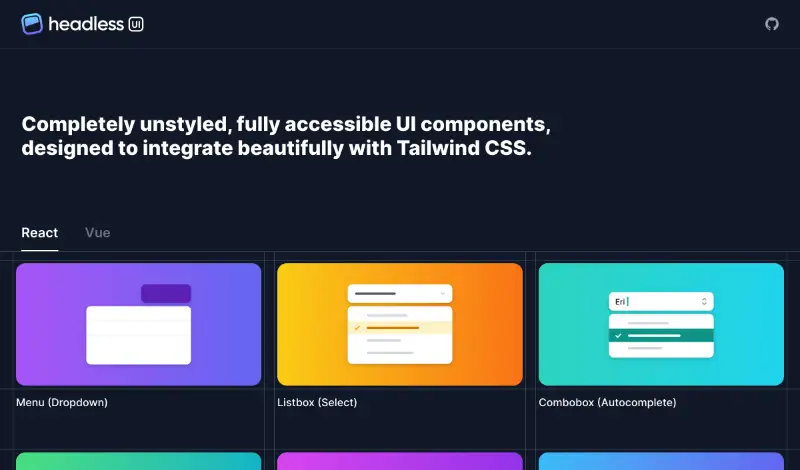 headless UI
Completely unstyled, fully accessible UI components,
designed to integrate beautifully with Tailwind CSS.
React Vue
Eri
Menu (Dropdown) Listbox (Select) Combobox (Autocomplete)